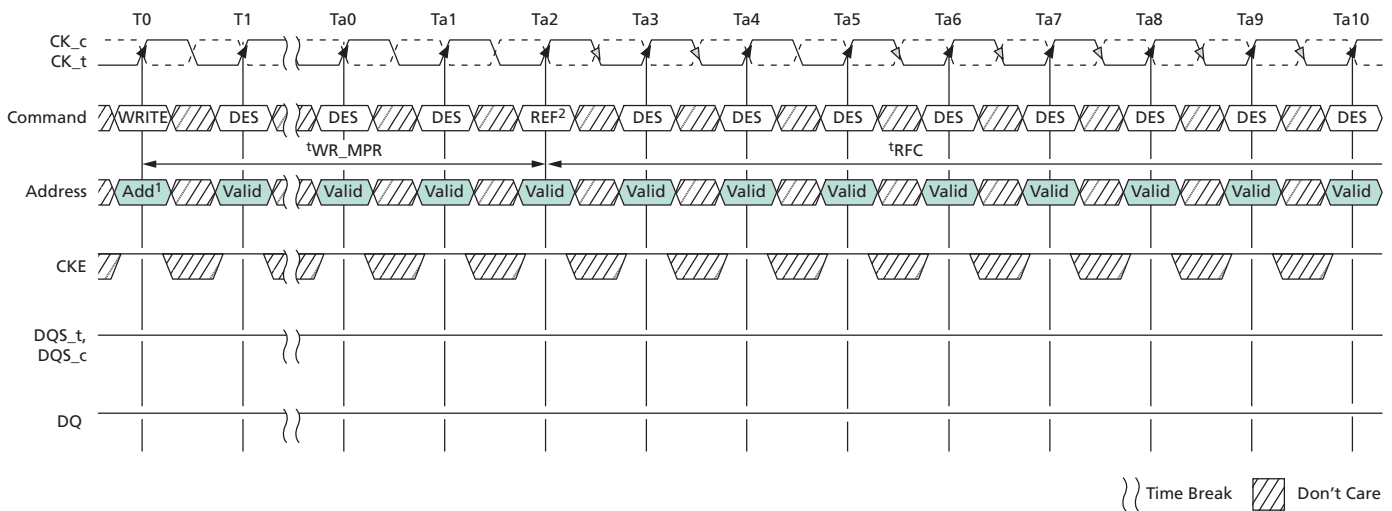 T0 T1 Ta0 Ta1 Ta2 Ta3 Ta4 Ta5 Ta6 Ta7 Ta8 Ta9 Ta10
CK_c
CK_t
Command WRITE DES DES DES REF² DES DES DES DES DES DES DES DES
ᵗWR_MPR ᵗRFC
Address Add¹ Valid Valid Valid Valid Valid Valid Valid Valid Valid Valid Valid Valid
CKE
DQS_t,
DQS_c
DQ
Time Break Don't Care